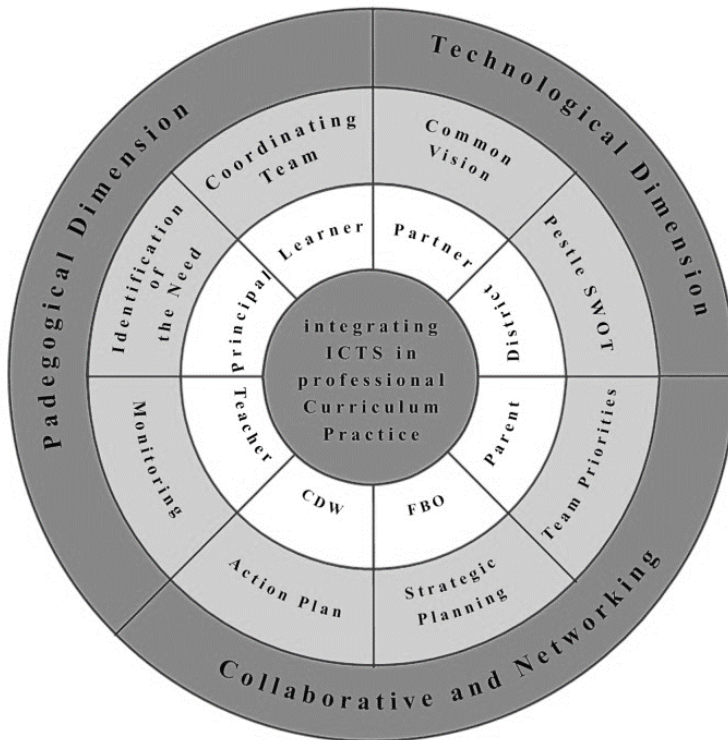 Technological Dimension
Padegogical Dimension
Collaborative and Networking
Coordinating
Team
Common
Vision
Pestle SWOT
Team Priorities
Strategic
Planning
Action Plan
Monitoring
Identification
of
the Need
Learner
Partner
District
Parent
FBO
CDW
Teacher
Principal
integrating
ICTS in
professional
Curriculum
Practice